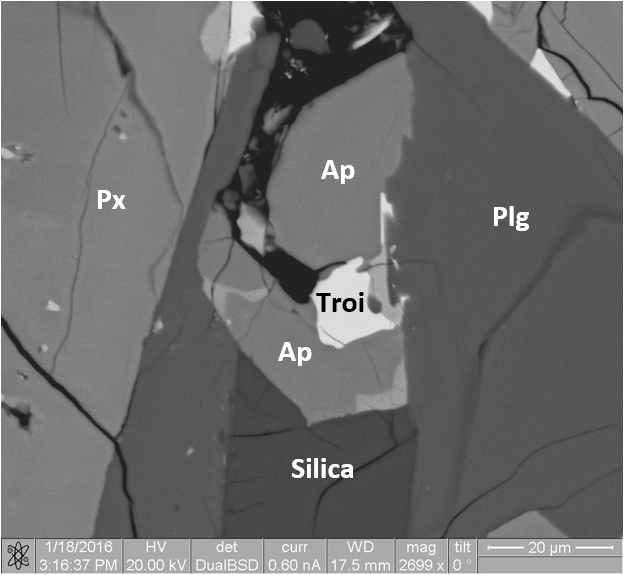 Ap
Px
Plg
Troi
Ap
Silica
1/18/2016 HV det curr WD mag tilt 20 µm
3:16:37 PM 20.00 kV DualBSD 0.60 nA 17.5 mm 2699 x 0 °